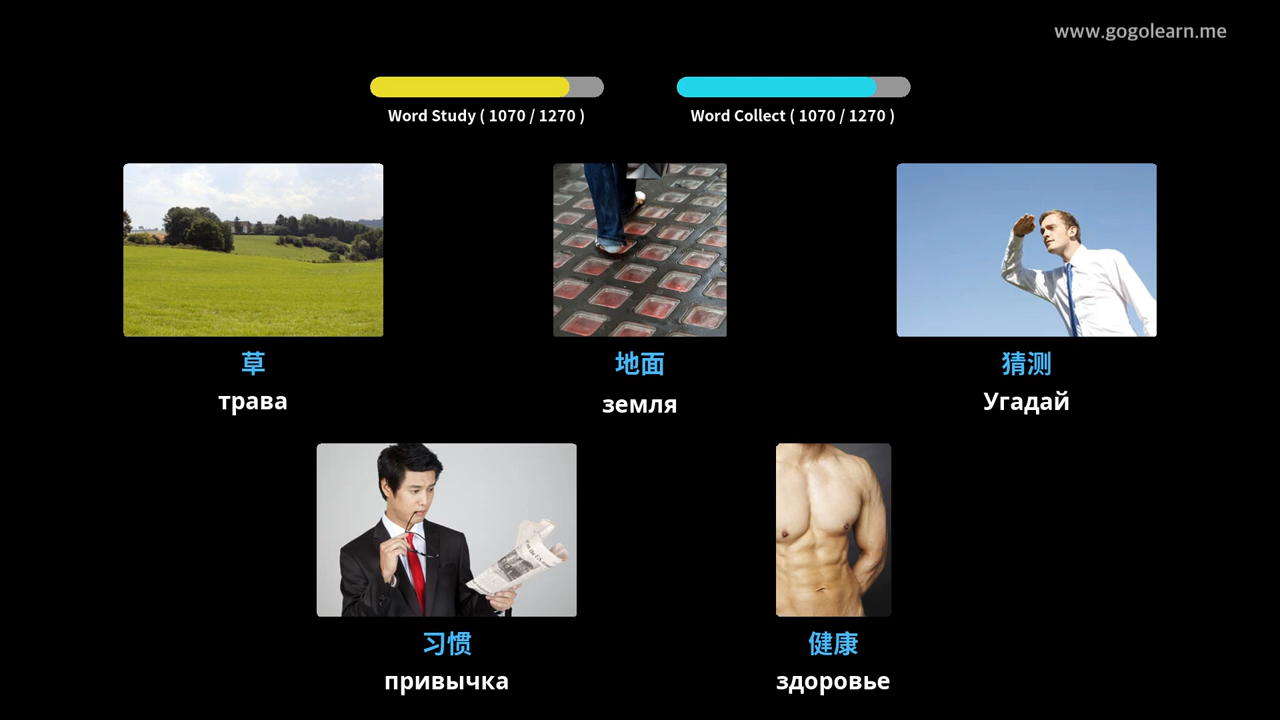 www.gogolearn.me
Word Study ( 1070 / 1270 )
Word Collect ( 1070 / 1270 )
草
трава
地面
земля
猜测
Угадай
习惯
привычка
健康
здоровье